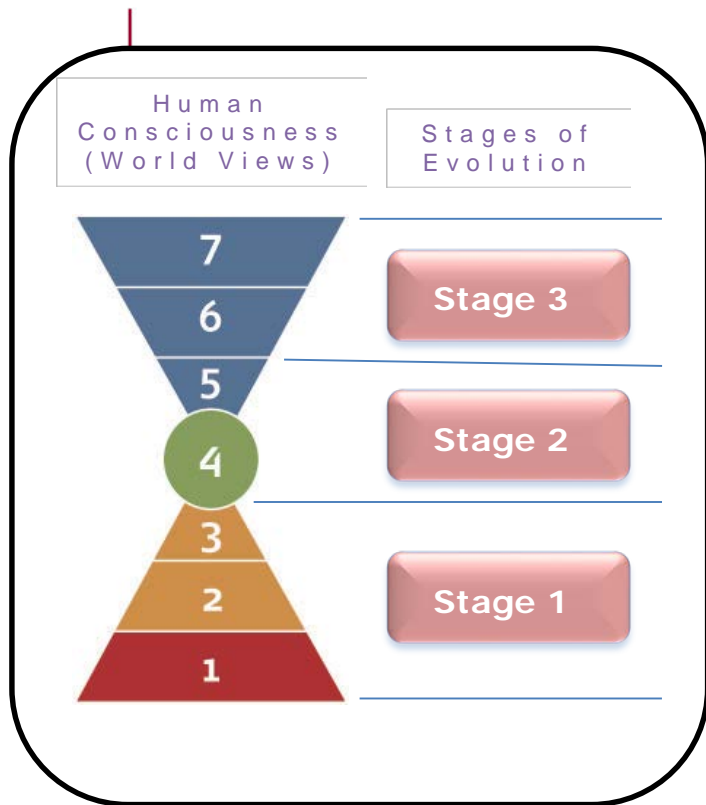 Human
Consciousness
(World Views)
Stages of
Evolution
7
6
5
4
3
2
1
Stage 3
Stage 2
Stage 1